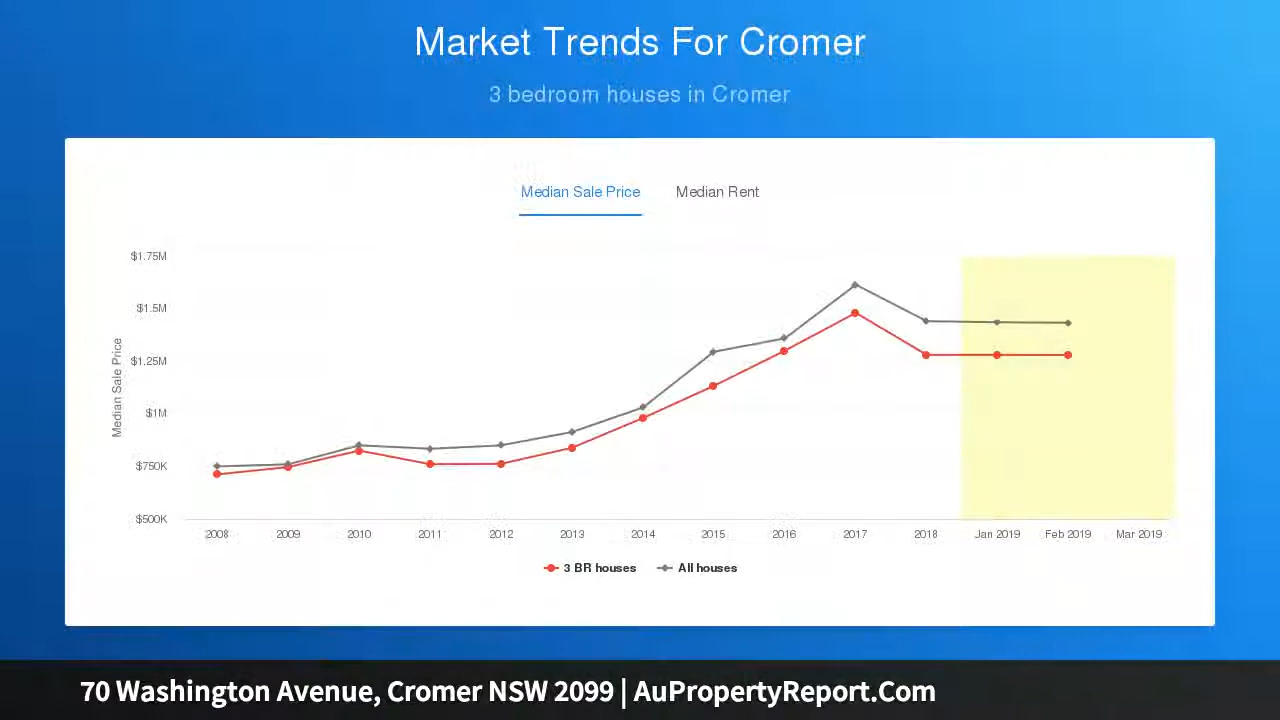 Market Trends For Cromer
3 bedroom houses in Cromer
Median Sale Price Median Rent
$1.75M
$1.5M
$1.25M
$1M
$750K
$500K
Median Sale Price
2008 2009 2010 2011 2012 2013 2014 2015 2016 2017 2018 Jan 2019 Feb 2019 Mar 2019
3 BR houses All houses
70 Washington Avenue, Cromer NSW 2099 | AuPropertyReport.Com